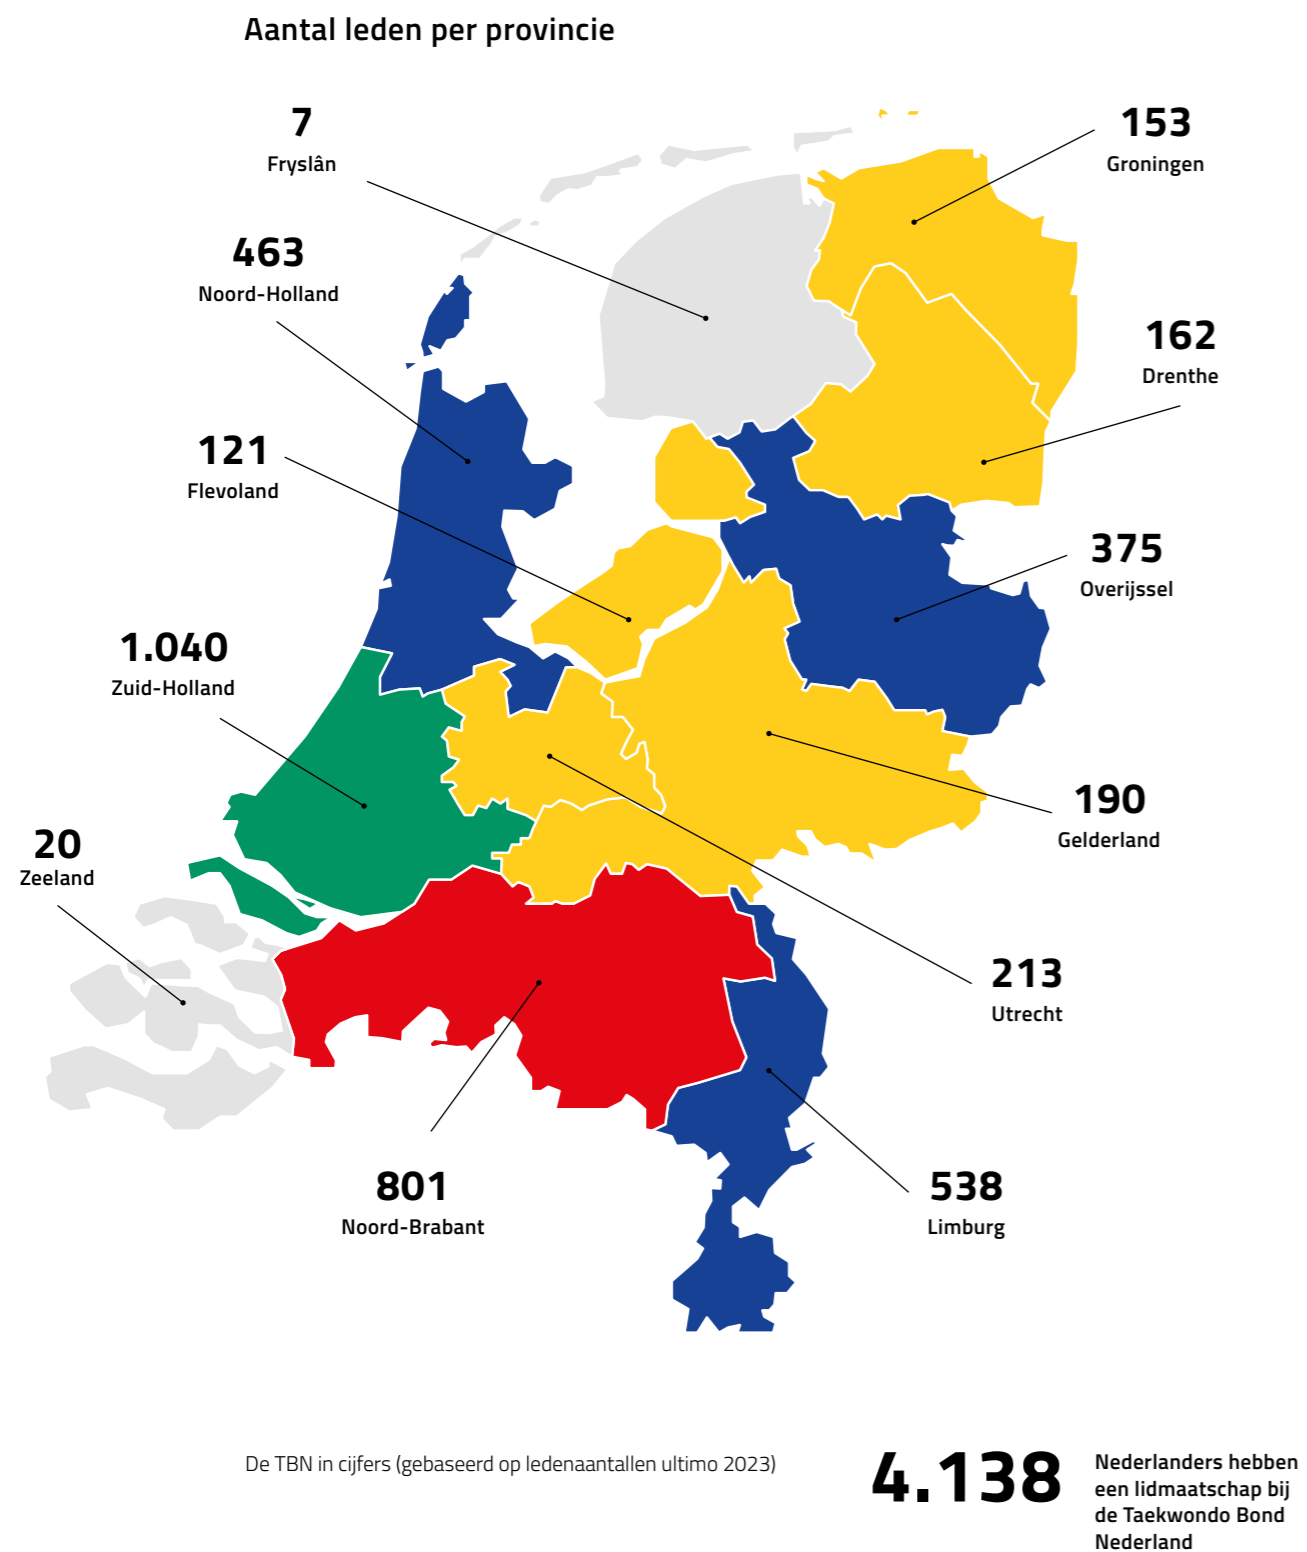 Aantal leden per provincie
7
Fryslân
153
Groningen
463
Noord-Holland
162
Drenthe
121
Flevoland
375
Overijssel
1.040
Zuid-Holland
190
Gelderland
20
Zeeland
213
Utrecht
801
Noord-Brabant
538
Limburg
De TBN in cijfers (gebaseerd op ledenaantallen ultimo 2023)
4.138
Nederlanders hebben
een lidmaatschap bij
de Taekwondo Bond
Nederland